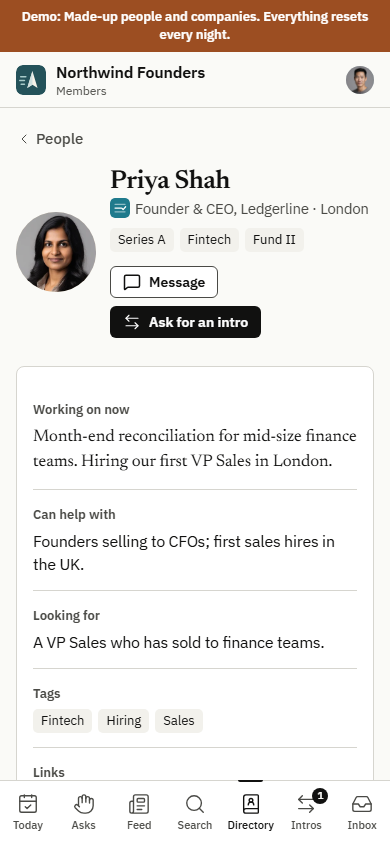 Demo: Made-up people and companies. Everything resets
every night.
Northwind Founders
Members
People
Priya Shah
Founder & CEO, Ledgerline · London
Series A Fintech Fund II
Message
Ask for an intro
Working on now
Month-end reconciliation for mid-size finance
teams. Hiring our first VP Sales in London.
Can help with
Founders selling to CFOs; first sales hires in
the UK.
Looking for
A VP Sales who has sold to finance teams.
Tags
Fintech Hiring Sales
Links
1
Today Asks Feed Search Directory Intros Inbox